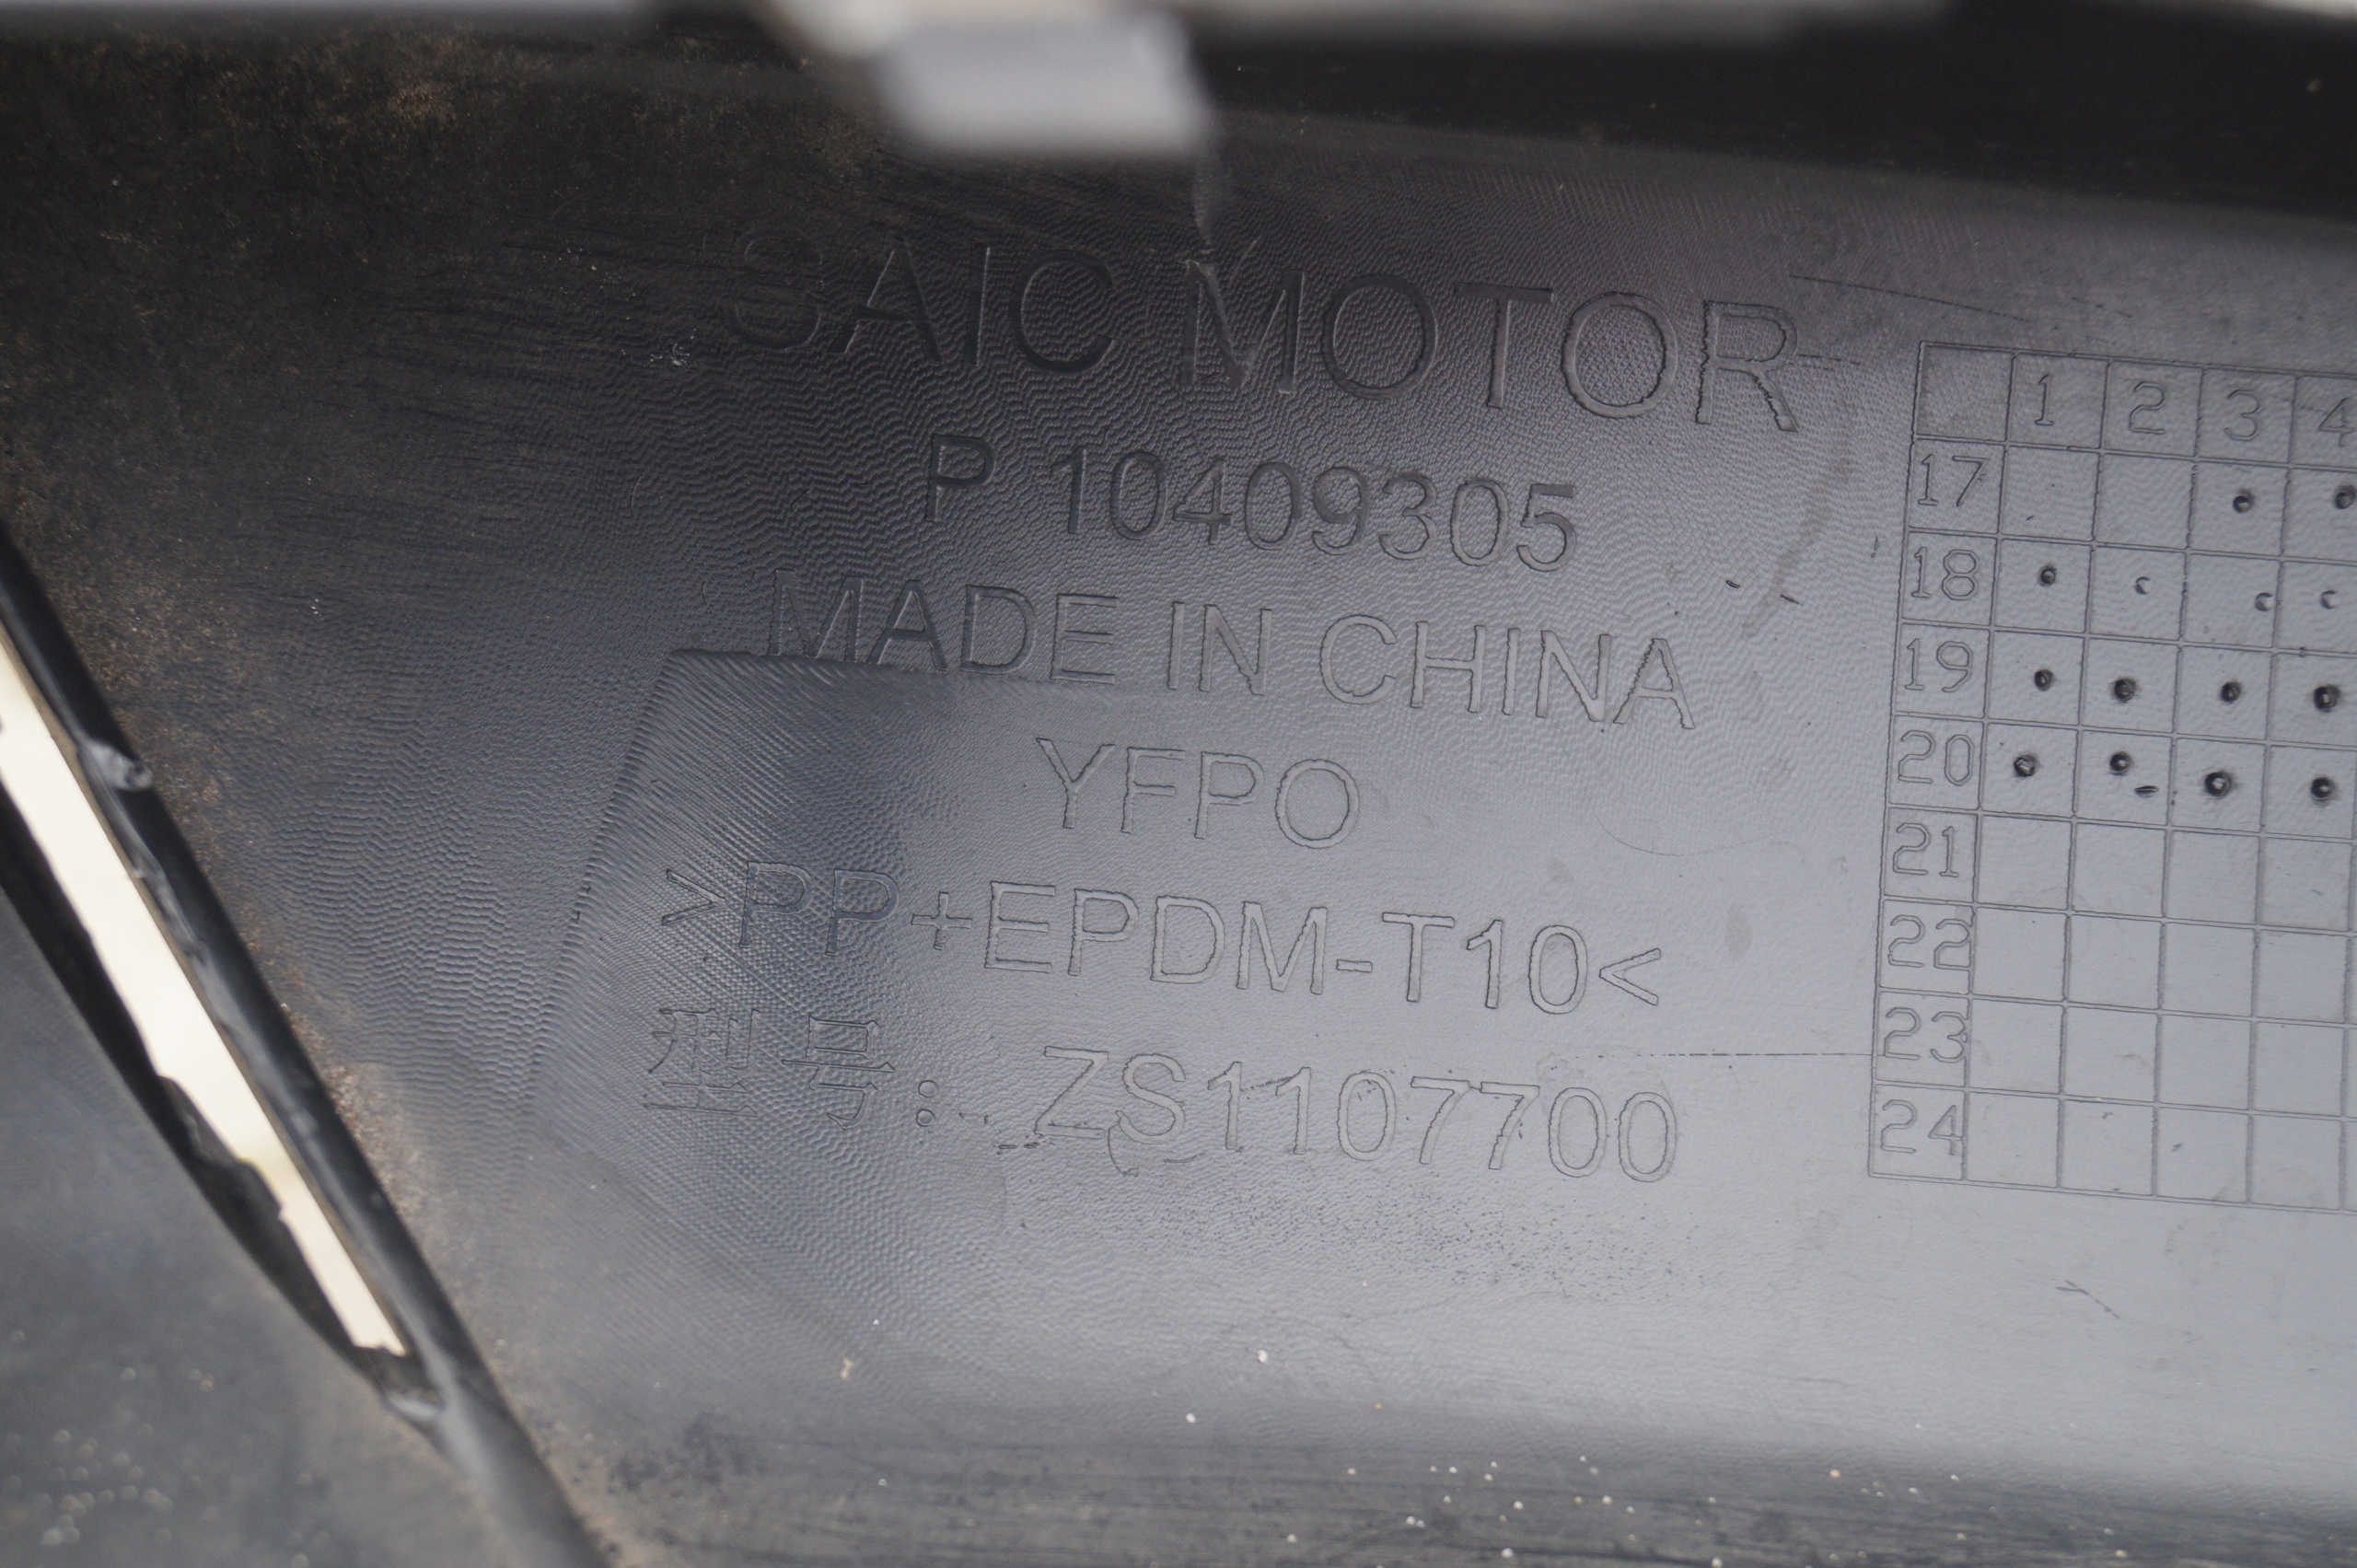 SAIC MOTOR
P 10409305
MADE IN CHINA
YFPO
>PP+EPDM-T10<
型号：ZS1107700
1 2 3 4
17
18
19
20
21
22
23
24